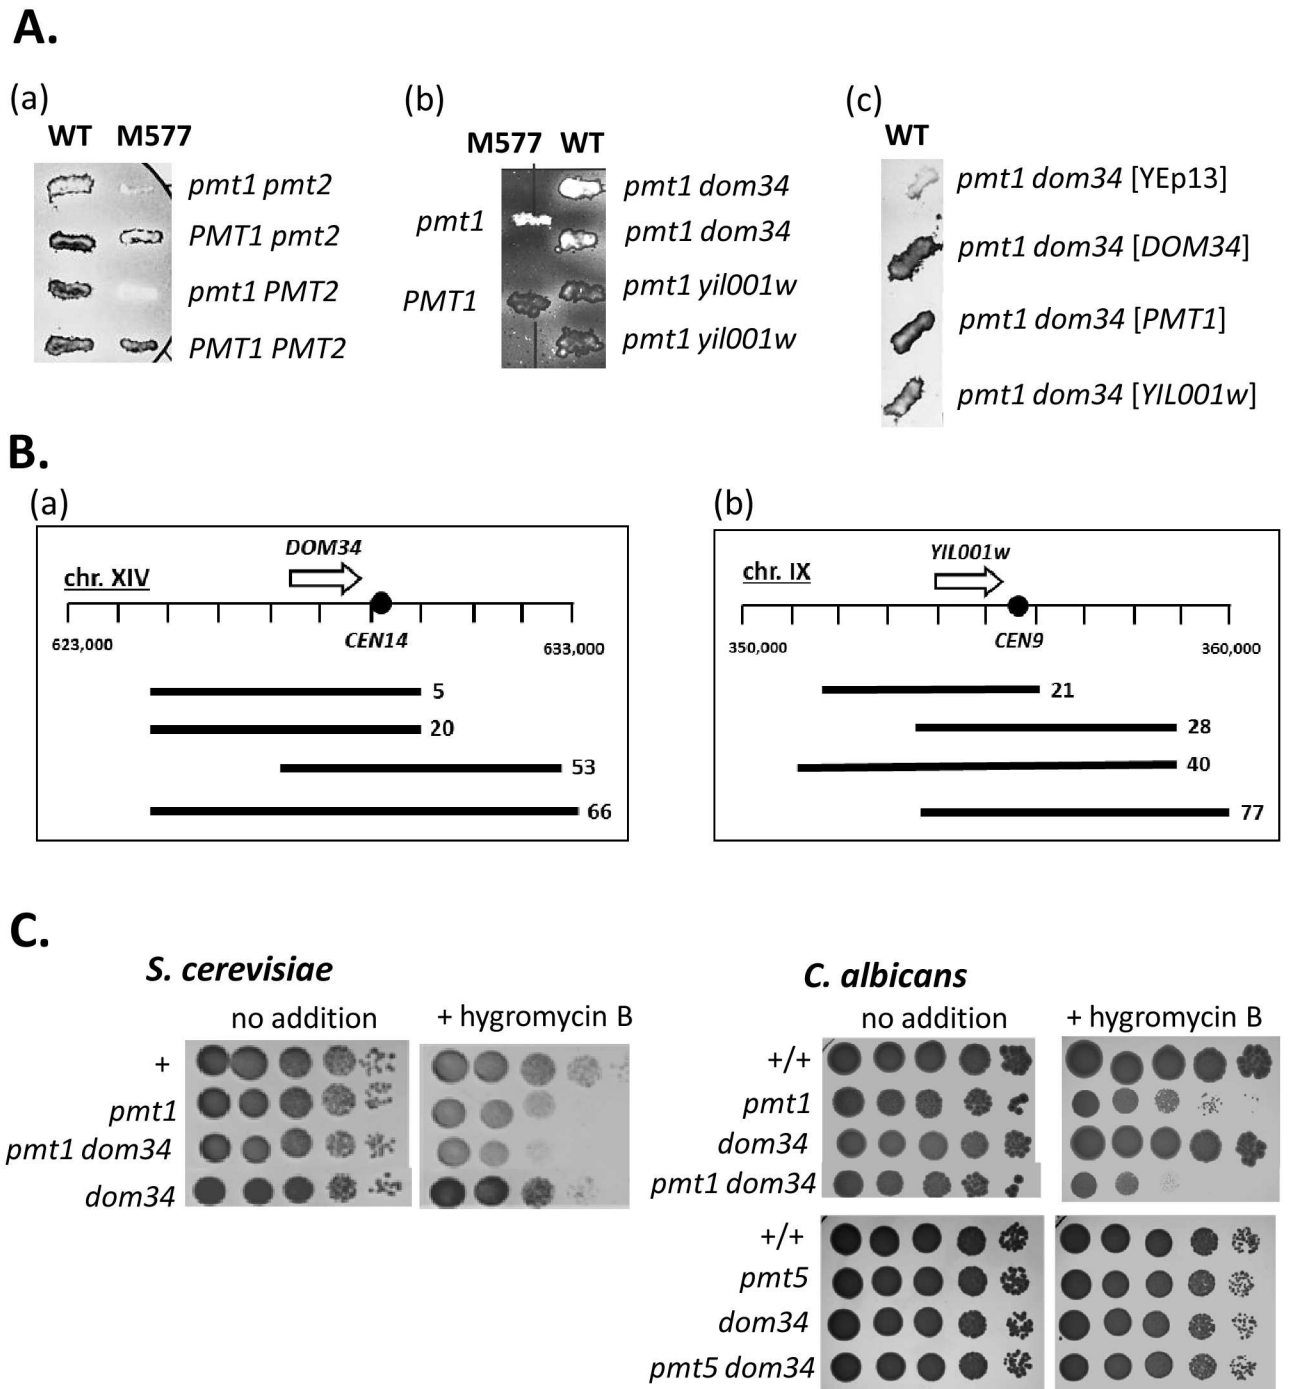 A.
(a)
WT M577
pmt1 pmt2
PMT1 pmt2
pmt1 PMT2
PMT1 PMT2
(b)
M577 WT
pmt1
PMT1
pmt1 dom34
pmt1 dom34
pmt1 yil001w
pmt1 yil001w
(c)
WT
pmt1 dom34 [YEp13]
pmt1 dom34 [DOM34]
pmt1 dom34 [PMT1]
pmt1 dom34 [YIL001w]
B.
(a)
DOM34
chr. XIV
623,000
CEN14
633,000
5
20
53
66
(b)
YIL001w
chr. IX
350,000
CEN9
360,000
21
28
40
77
C.
S. cerevisiae
no addition
+ hygromycin B
+
pmt1
pmt1 dom34
dom34
C. albicans
no addition
+ hygromycin B
+/+
pmt1
dom34
pmt1 dom34
+/+
pmt5
dom34
pmt5 dom34